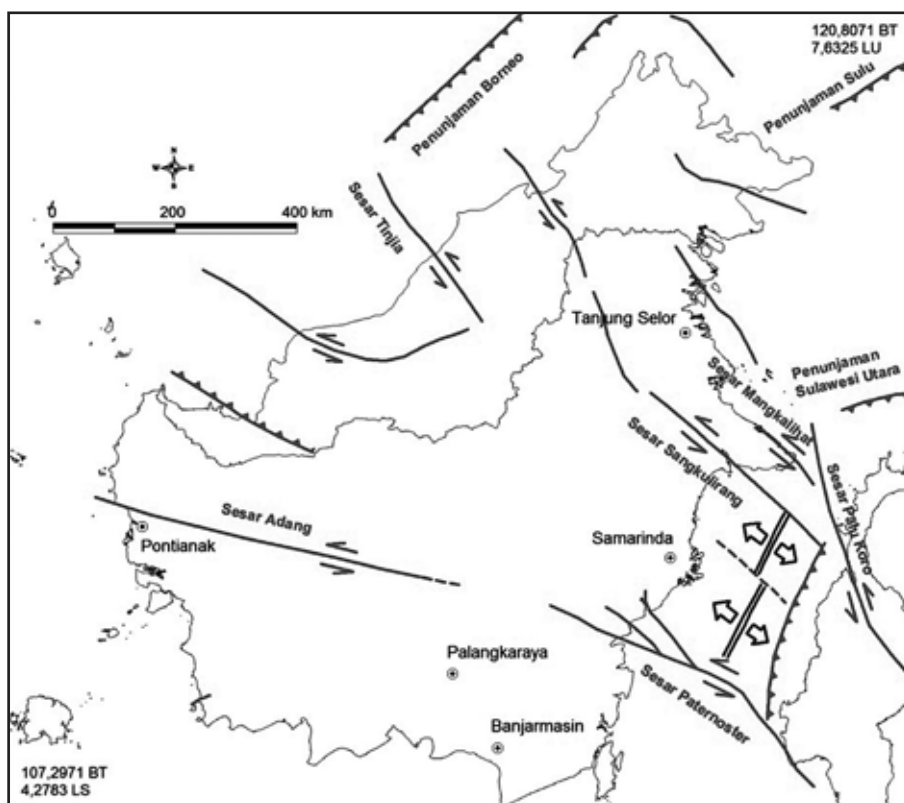 120,8071 BT
7,6325 LU
Penunjaman Borneo
Penunjaman Sulu
N
W E
S
0 200 400 km
Sesar Tinjia
Tanjung Selor
Penunjaman
Sulawesi Utara
Sesar Mangkalihat
Sesar Sangkulirang
Sesar Palu Koro
Sesar Adang
Pontianak
Samarinda
Palangkaraya
Sesar Paternoster
Banjarmasin
107,2971 BT
4,2783 LS